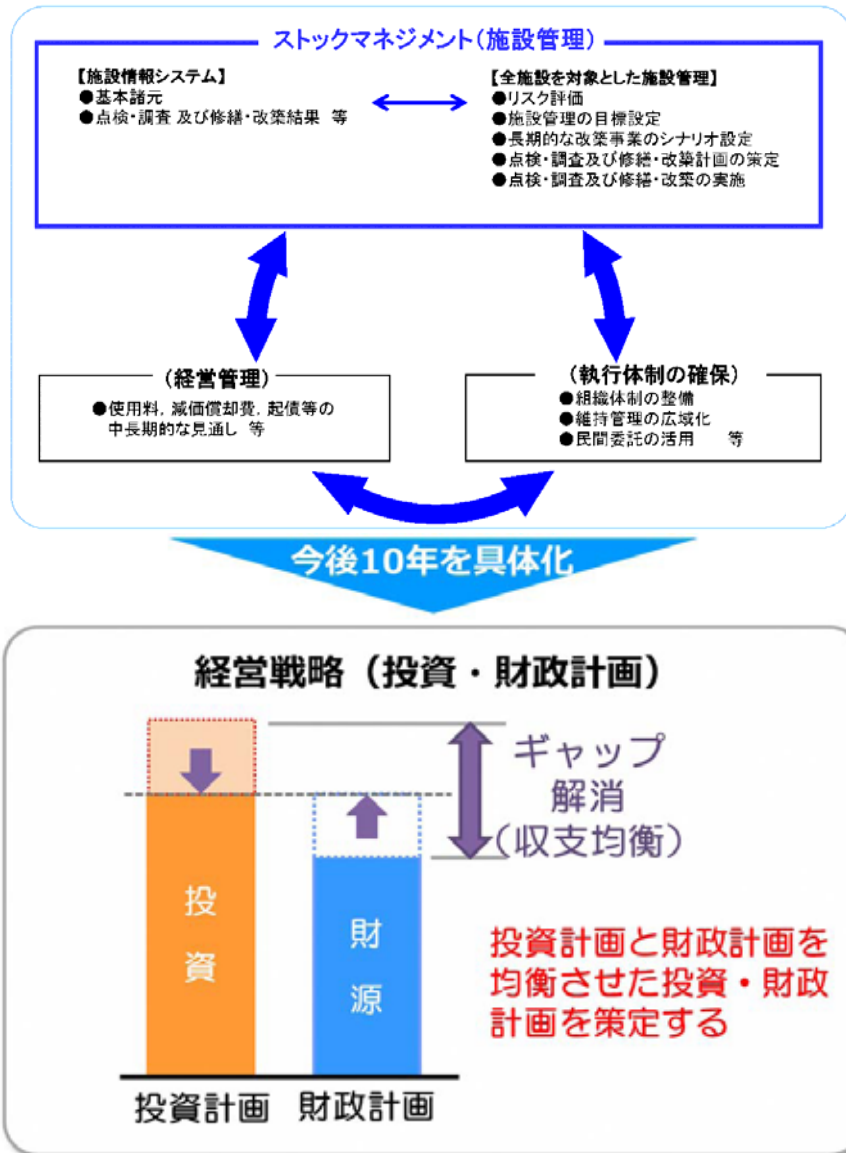 ストックマネジメント(施設管理)
【施設情報システム】
●基本諸元
●点検・調査 及び修繕・改築結果 等
【全施設を対象とした施設管理】
●リスク評価
●施設管理の目標設定
●長期的な改築事業のシナリオ設定
●点検・調査及び修繕・改築計画の策定
●点検・調査及び修繕・改築の実施
(経営管理)
●使用料，減価償却費，起債等の
中長期的な見通し 等
(執行体制の確保)
●組織体制の整備
●維持管理の広域化
●民間委託の活用 等
今後10年を具体化
経営戦略（投資・財政計画）
ギャップ
解消
（収支均衡）
投資
財源
投資計画と財政計画を
均衡させた投資・財政
計画を策定する
投資計画
財政計画